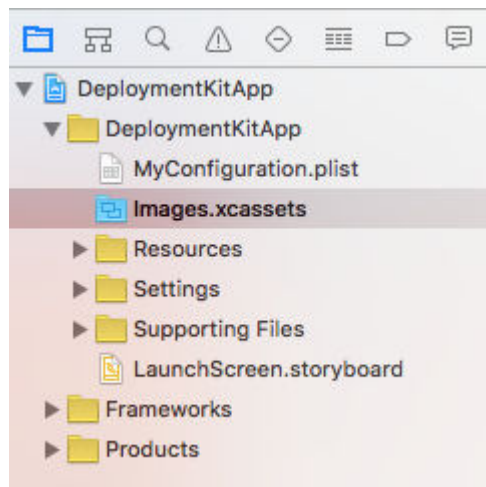 DeploymentKitApp
DeploymentKitApp
MyConfiguration.plist
Images.xcassets
Resources
Settings
Supporting Files
LaunchScreen.storyboard
Frameworks
Products